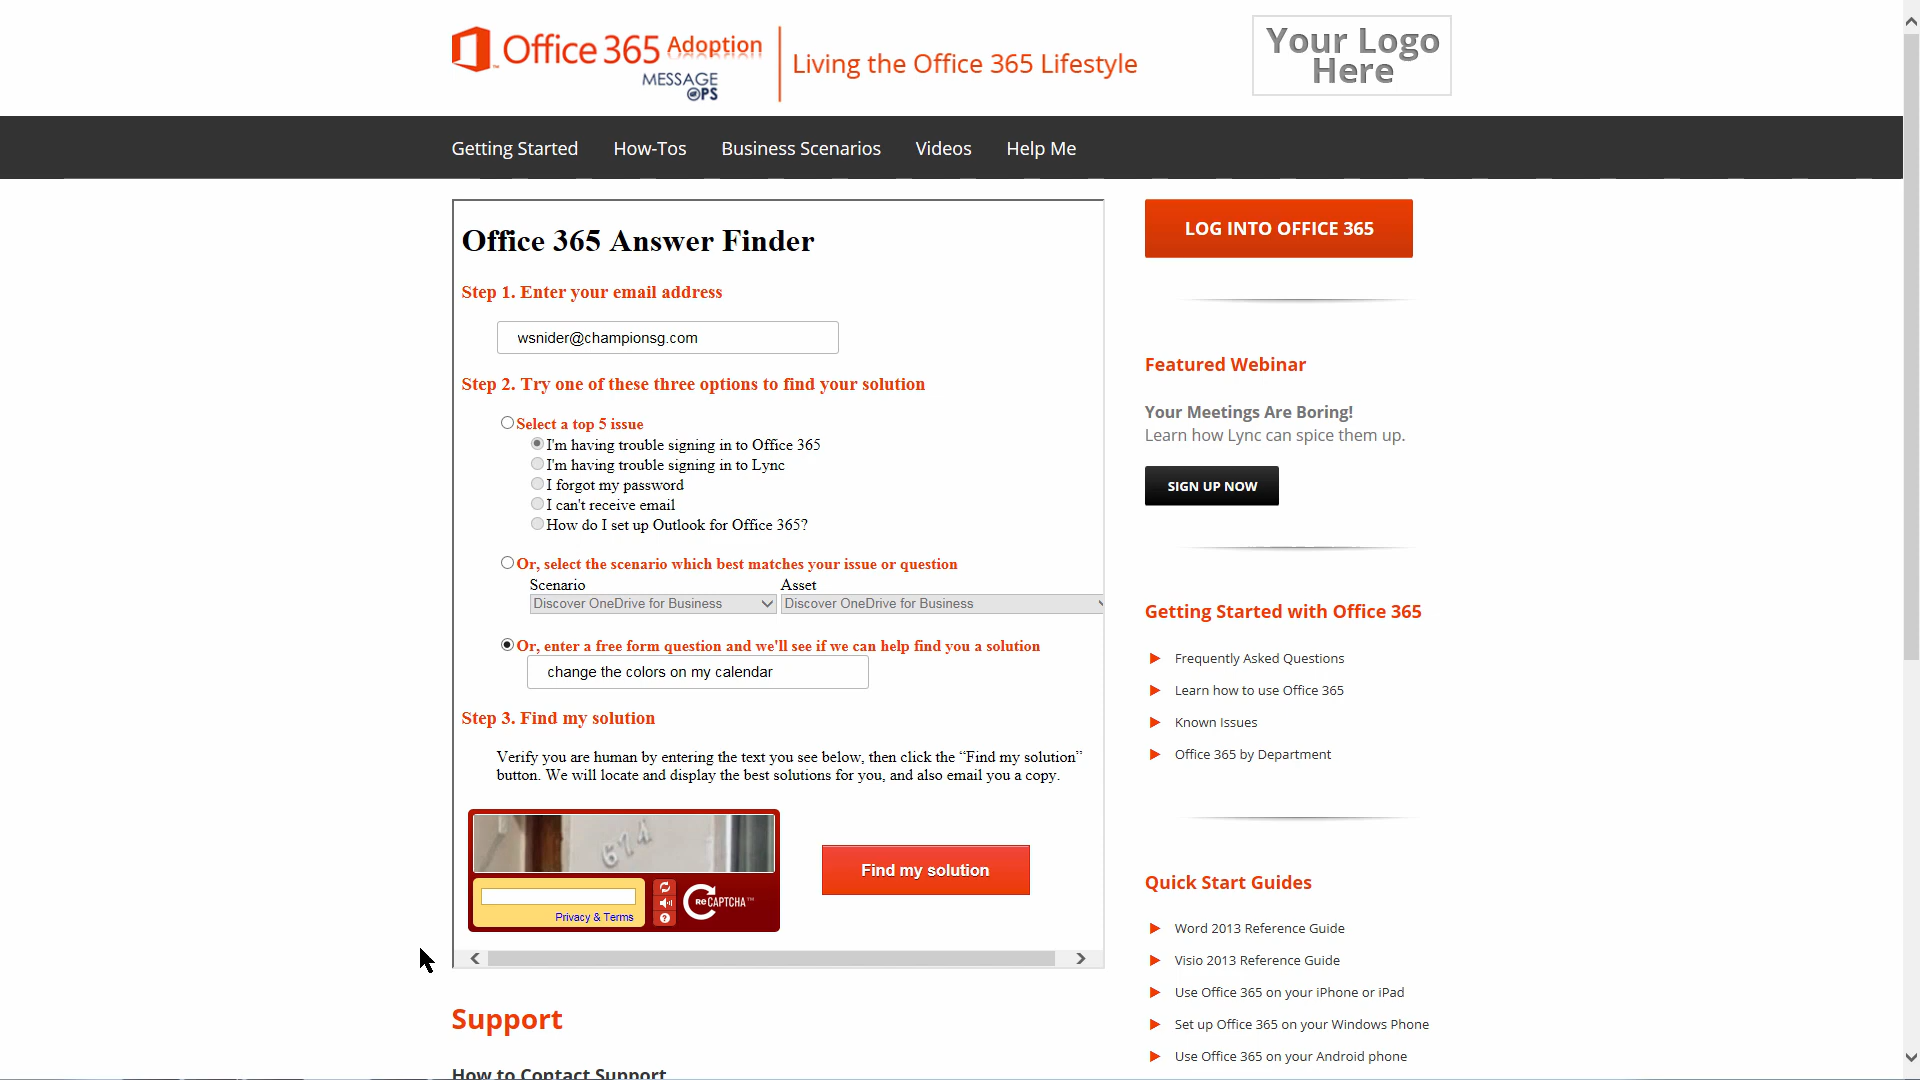 Office 365 Adoption
MESSAGE
OPS
Living the Office 365 Lifestyle
Your Logo
Here
Getting Started How-Tos Business Scenarios Videos Help Me
Office 365 Answer Finder
Step 1. Enter your email address
wsnider@championsg.com
Step 2. Try one of these three options to find your solution
Select a top 5 issue
I'm having trouble signing in to Office 365
I'm having trouble signing in to Lync
I forgot my password
I can't receive email
How do I set up Outlook for Office 365?
Or, select the scenario which best matches your issue or question
Scenario Asset
Discover OneDrive for Business Discover OneDrive for Business
Or, enter a free form question and we'll see if we can help find you a solution
change the colors on my calendar
Step 3. Find my solution
Verify you are human by entering the text you see below, then click the “Find my solution”
button. We will locate and display the best solutions for you, and also email you a copy.
674
Privacy & Terms
reCAPTCHA™
Find my solution
Support
How to Contact Support
LOG INTO OFFICE 365
Featured Webinar
Your Meetings Are Boring!
Learn how Lync can spice them up.
SIGN UP NOW
Getting Started with Office 365
Frequently Asked Questions
Learn how to use Office 365
Known Issues
Office 365 by Department
Quick Start Guides
Word 2013 Reference Guide
Visio 2013 Reference Guide
Use Office 365 on your iPhone or iPad
Set up Office 365 on your Windows Phone
Use Office 365 on your Android phone